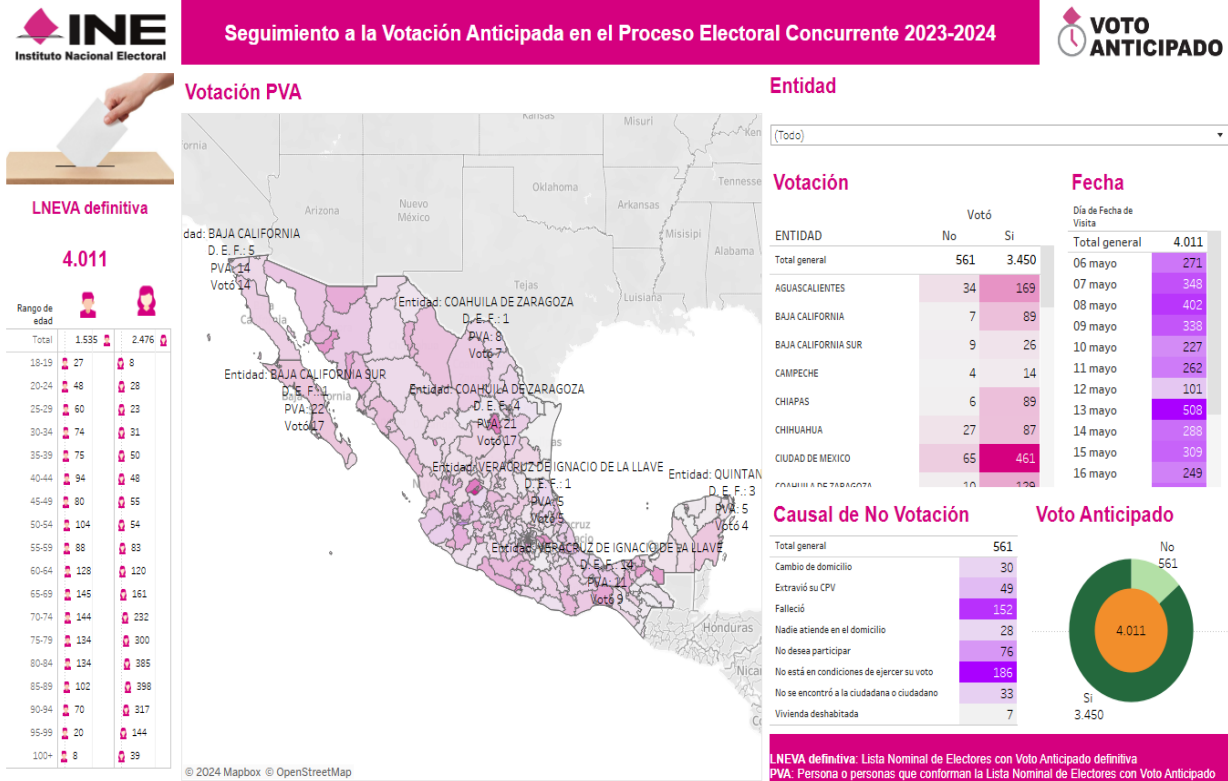 INE
Instituto Nacional Electoral
Seguimiento a la Votación Anticipada en el Proceso Electoral Concurrente 2023-2024
VOTO
ANTICIPADO
LNEVA definitiva
4.011
Rango de
edad
Total 1.535 2.476
18-19 27 8
20-24 48 28
25-29 60 23
30-34 74 31
35-39 75 50
40-44 94 48
45-49 80 55
50-54 104 54
55-59 88 83
60-64 128 120
65-69 145 161
70-74 144 232
75-79 134 300
80-84 134 385
85-89 102 398
90-94 70 317
95-99 20 144
100+ 8 39
Votación PVA
Kansas
Misuri
Ken
ornia
Oklahoma
Tennesse
Arizona
Nuevo
México
Arkansas
Misisipi
Alabama
Texas
Luisiana
dad: BAJA CALIFORNIA
D. E. F.: 5
PVA: 14
Votó 14
Entidad: COAHUILA DE ZARAGOZA
D. E. F.: 1
PVA: 8
Votó 7
Entidad: BAJA CALIFORNIA SUR
D. E. F.: 1
PVA: 22
Votó 17
Entidad: COAHUILA DE ZARAGOZA
D. E. F.: 4
PVA: 21
Votó 17
Entidad: VERACRUZ DE IGNACIO DE LA LLAVE
D. E. F.: 1
PVA: 5
Votó 5
Entidad: QUINTAN
D. E. F.: 3
PVA: 5
Votó 4
Entidad: VERACRUZ DE IGNACIO DE LA LLAVE
D. E. F.: 14
PVA: 11
Votó 9
Honduras
Nicar
Co
© 2024 Mapbox © OpenStreetMap
Entidad
(Todo)
Votación
Votó
ENTIDAD No Si
Total general 561 3.450
AGUASCALIENTES 34 169
BAJA CALIFORNIA 7 89
BAJA CALIFORNIA SUR 9 26
CAMPECHE 4 14
CHIAPAS 6 89
CHIHUAHUA 27 87
CIUDAD DE MEXICO 65 461
COAHUILA DE ZARAGOZA 10 129
Fecha
Día de Fecha de
Visita
Total general 4.011
06 mayo 271
07 mayo 348
08 mayo 402
09 mayo 338
10 mayo 227
11 mayo 262
12 mayo 101
13 mayo 508
14 mayo 288
15 mayo 309
16 mayo 249
Causal de No Votación
Total general 561
Cambio de domicilio 30
Extravió su CPV 49
Falleció 152
Nadie atiende en el domicilio 28
No desea participar 76
No está en condiciones de ejercer su voto 186
No se encontró a la ciudadana o ciudadano 33
Vivienda deshabitada 7
Voto Anticipado
No
561
4.011
Si
3.450
LNEVA defintiva: Lista Nominal de Electores con Voto Anticipado definitiva
PVA: Persona o personas que conforman la Lista Nominal de Electores con Voto Anticipado